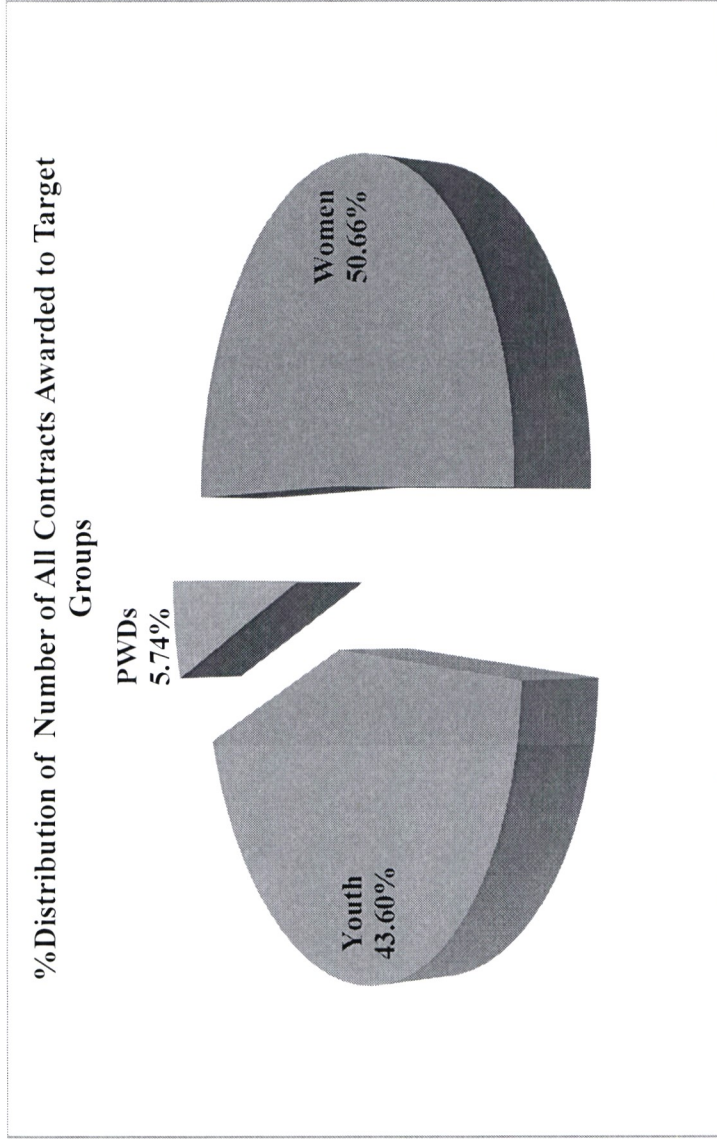 %Distribution of Number of All Contracts Awarded to Target
Groups
PWDs
5.74%
Women
50.66%
Youth
43.60%